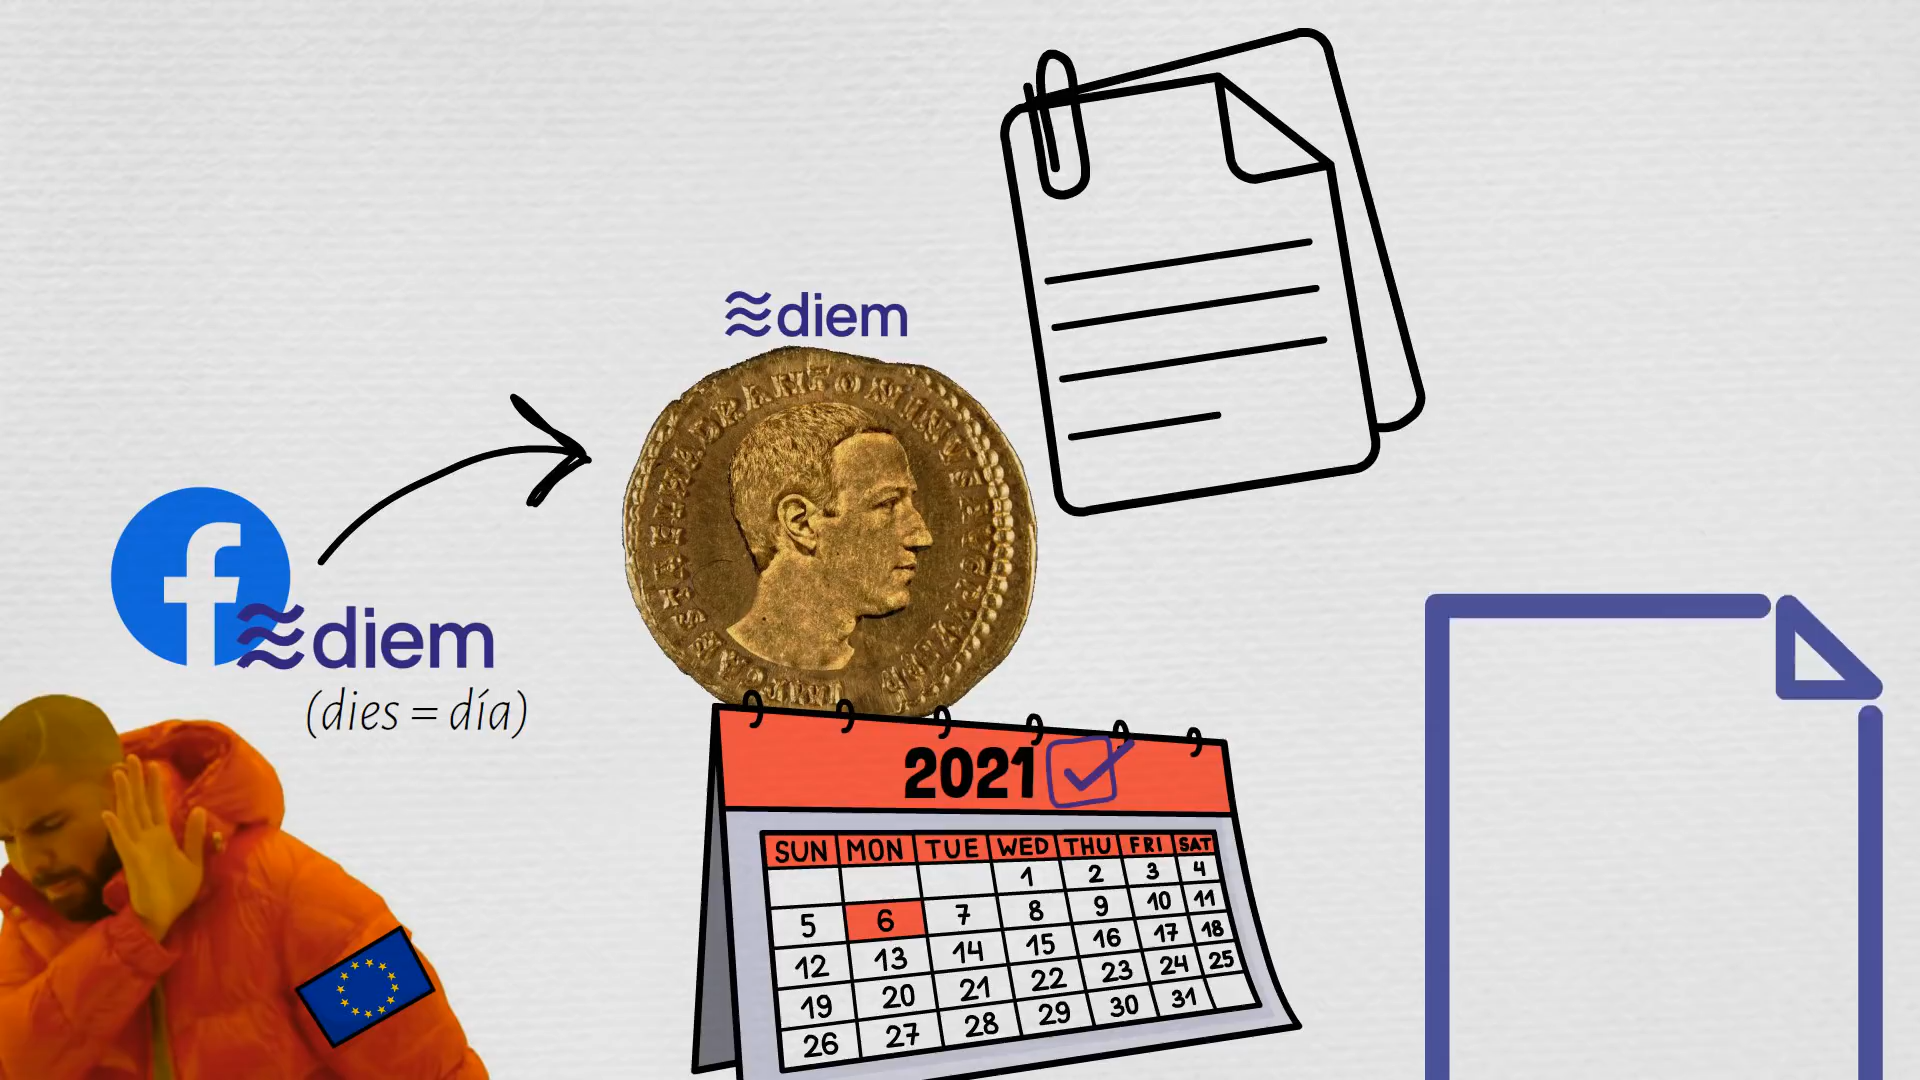 diem
diem
(dies = día)
2021
SUN MON TUE WED THU FRI SAT
1 2 3 4
5 6 7 8 9 10 11
12 13 14 15 16 17 18
19 20 21 22 23 24 25
26 27 28 29 30 31